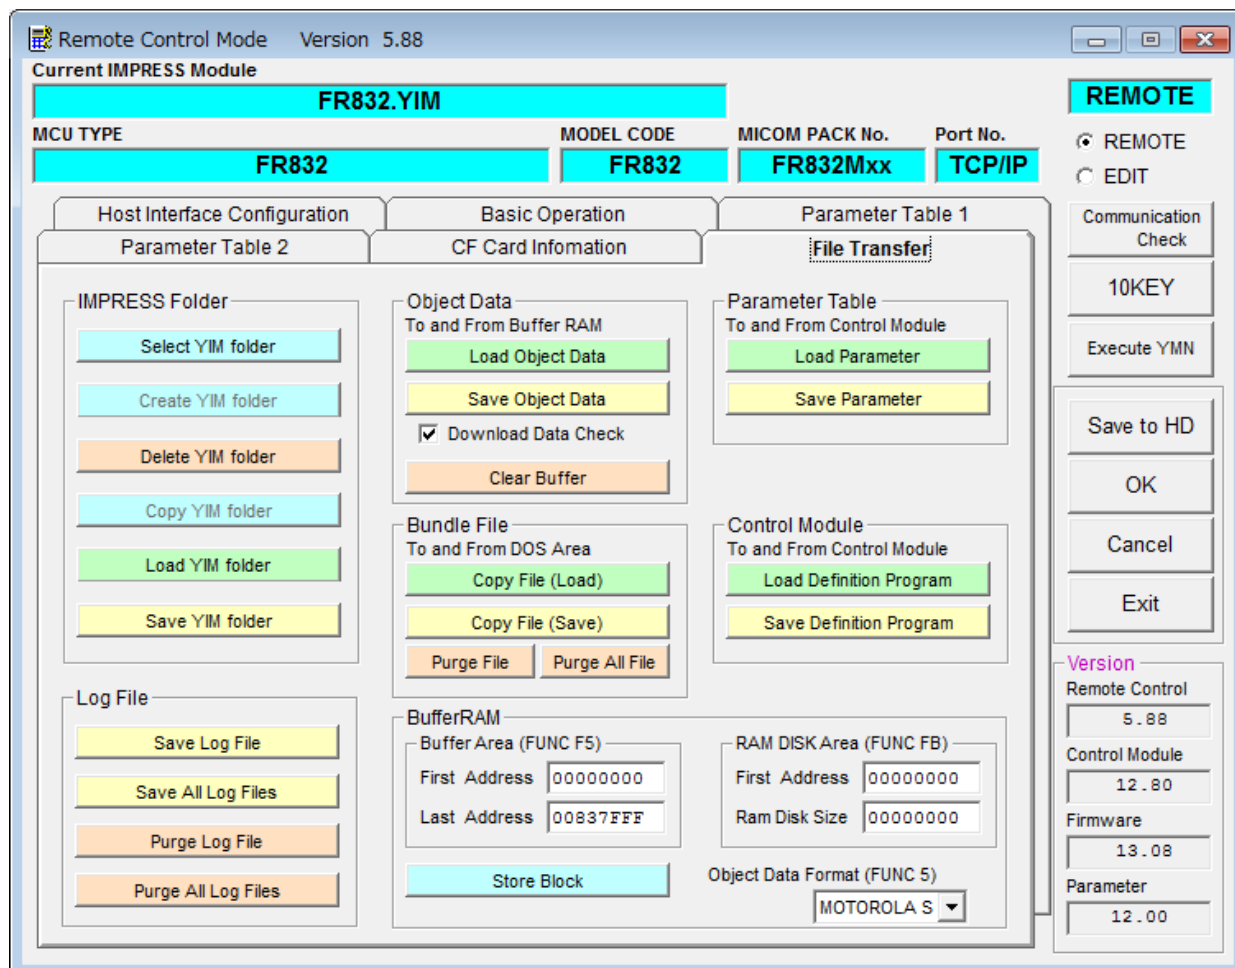 Remote Control Mode Version 5.88
Current IMPRESS Module
FR832.YIM
REMOTE
MCU TYPE
MODEL CODE
MICOM PACK No.
Port No.
FR832
FR832
FR832Mxx
TCP/IP
REMOTE
EDIT
Host Interface Configuration
Basic Operation
Parameter Table 1
Parameter Table 2
CF Card Infomation
File Transfer
Communication
Check
10KEY
Execute YMN
Save to HD
OK
Cancel
Exit
IMPRESS Folder
Select YIM folder
Create YIM folder
Delete YIM folder
Copy YIM folder
Load YIM folder
Save YIM folder
Object Data
To and From Buffer RAM
Load Object Data
Save Object Data
Download Data Check
Clear Buffer
Parameter Table
To and From Control Module
Load Parameter
Save Parameter
Bundle File
To and From DOS Area
Copy File (Load)
Copy File (Save)
Purge File
Purge All File
Control Module
To and From Control Module
Load Definition Program
Save Definition Program
Log File
Save Log File
Save All Log Files
Purge Log File
Purge All Log Files
BufferRAM
Buffer Area (FUNC F5)
First Address 00000000
Last Address 00837FFF
Store Block
RAM DISK Area (FUNC FB)
First Address 00000000
Ram Disk Size 00000000
Object Data Format (FUNC 5)
MOTOROLA S
Version
Remote Control
5.88
Control Module
12.80
Firmware
13.08
Parameter
12.00